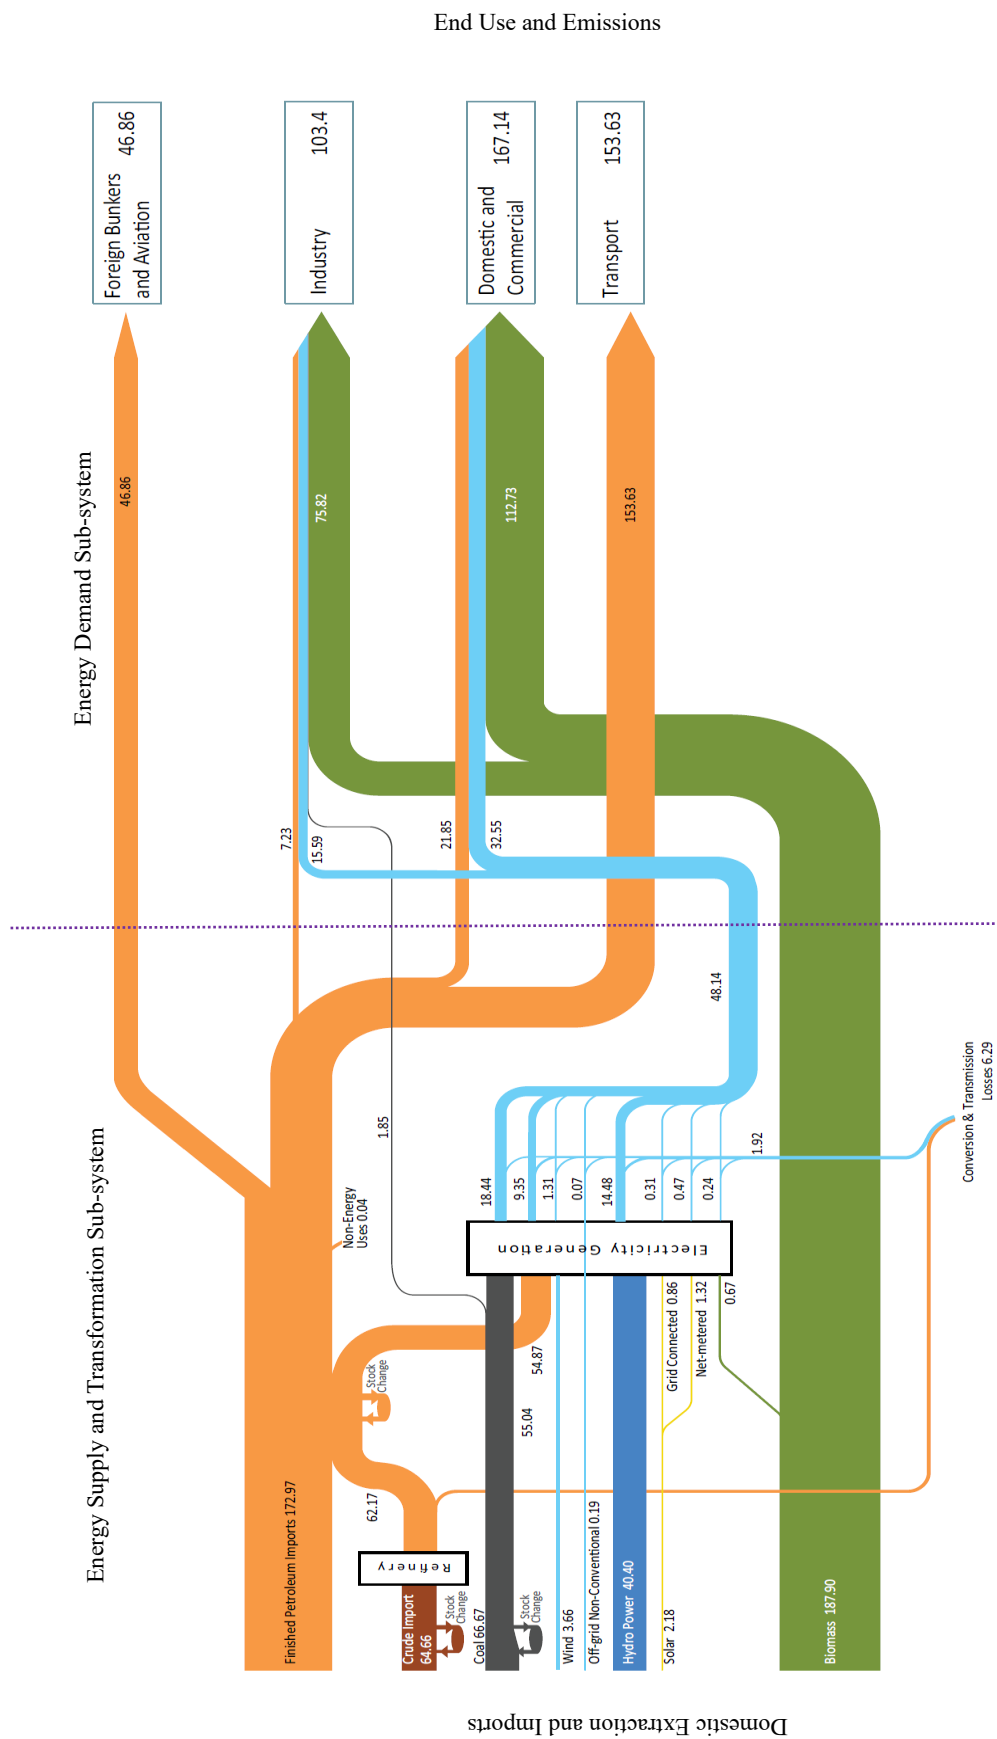 End Use and Emissions
Foreign Bunkers
and Aviation
46.86
Industry
103.4
Domestic and
Commercial
167.14
Transport
153.63
Energy Demand Sub-system
46.86
75.82
112.73
153.63
7.23
15.59
21.85
32.55
48.14
Energy Supply and Transformation Sub-system
1.85
Non-Energy
Uses 0.04
18.44
9.35
1.31
0.07
14.48
0.31
0.47
0.24
1.92
Conversion & Transmission
Losses 6.29
Electricity Generation
Stock
Change
54.87
55.04
Grid Connected 0.86
Net-metered 1.32
0.67
62.17
Refinery
Finished Petroleum Imports 172.97
Crude Import
64.66
Stock
Change
Coal 66.67
Stock
Change
Wind 3.66
Off-grid Non-Conventional 0.19
Hydro Power 40.40
Solar 2.18
Biomass 187.90
Domestic Extraction and Imports